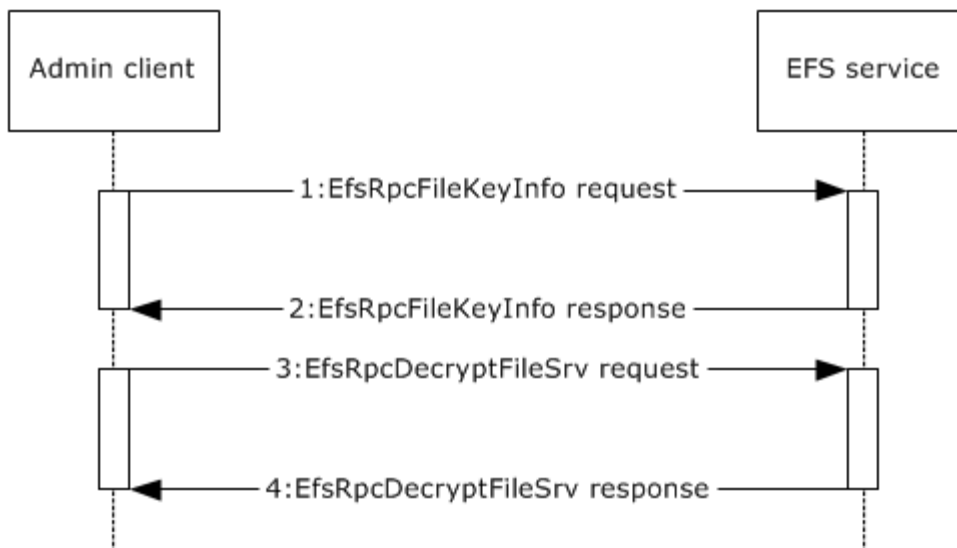 Admin client
EFS service
1:EfsRpcFileKeyInfo request
2:EfsRpcFileKeyInfo response
3:EfsRpcDecryptFileSrv request
4:EfsRpcDecryptFileSrv response